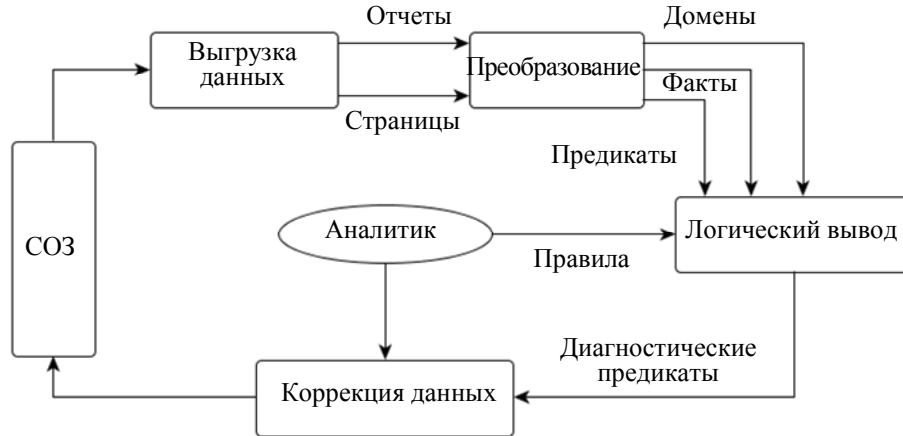 Отчеты
Домены
Выгрузка
данных
Преобразование
Факты
Страницы
Предикаты
СОЗ
Аналитик
Логический вывод
Правила
Диагностические
предикаты
Коррекция данных